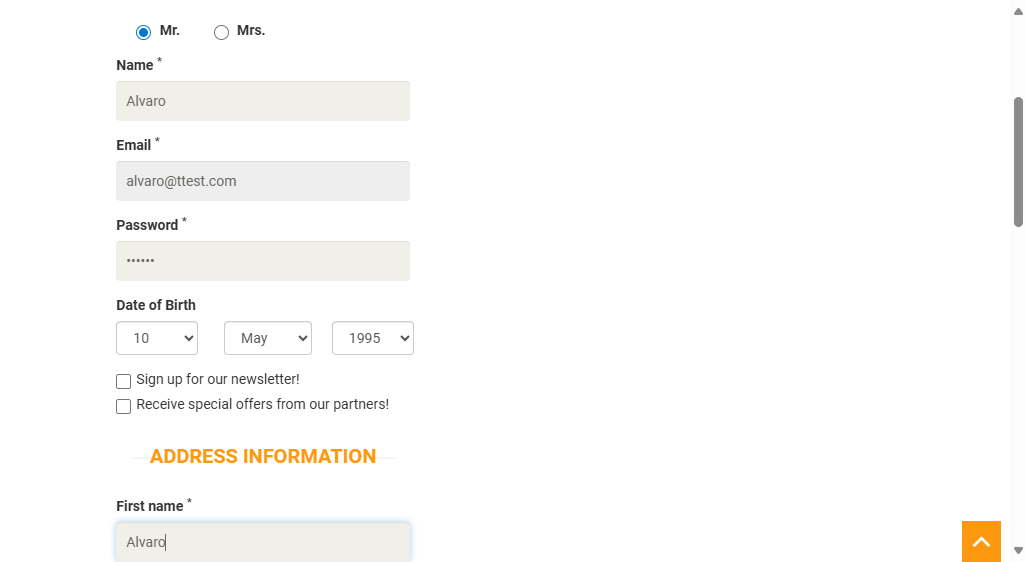 Mr. Mrs.
Name *
Alvaro
Email *
alvaro@ttest.com
Password *
••••••
Date of Birth
10 May 1995
Sign up for our newsletter!
Receive special offers from our partners!
ADDRESS INFORMATION
First name *
Alvaro